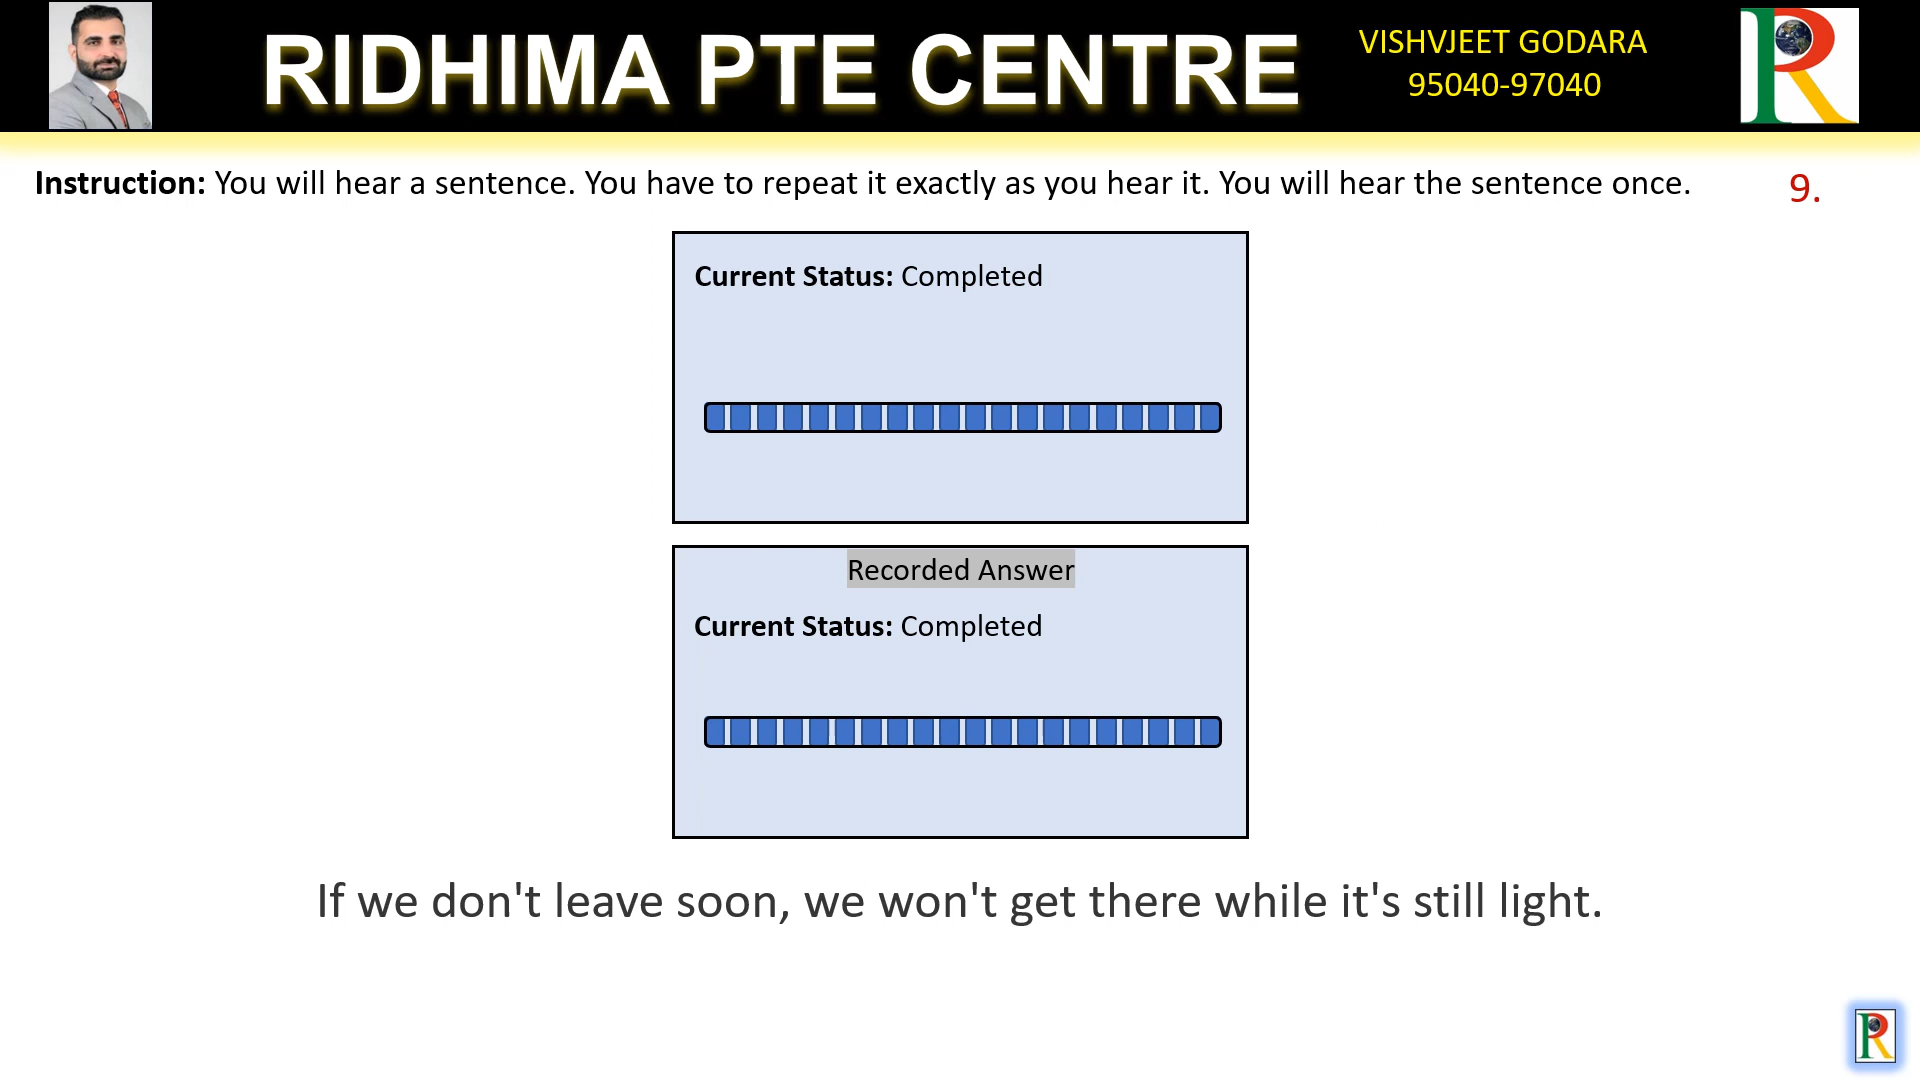 RIDHIMA PTE CENTRE
VISHVJEET GODARA
95040-97040
R
Instruction: You will hear a sentence. You have to repeat it exactly as you hear it. You will hear the sentence once.
9.
Current Status: Completed
Recorded Answer
Current Status: Completed
If we don't leave soon, we won't get there while it's still light.
R